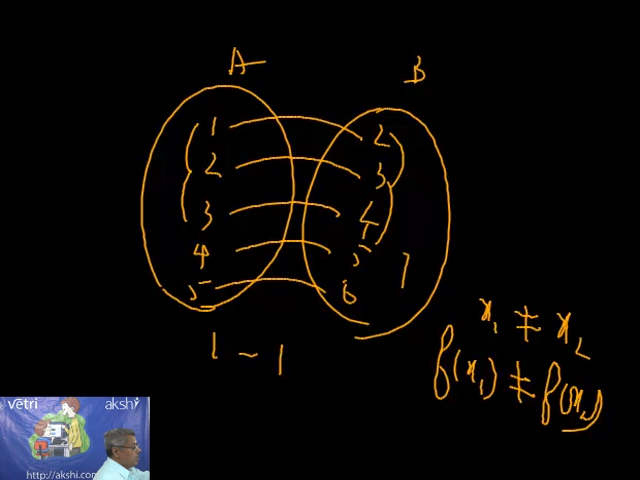 A
B
1 2
2 3
3 4
4 5 7
5 6
1 - 1
x₁ ≠ x₂
f(x₁) ≠ f(x₂)
vetri akshi
http://akshi.com